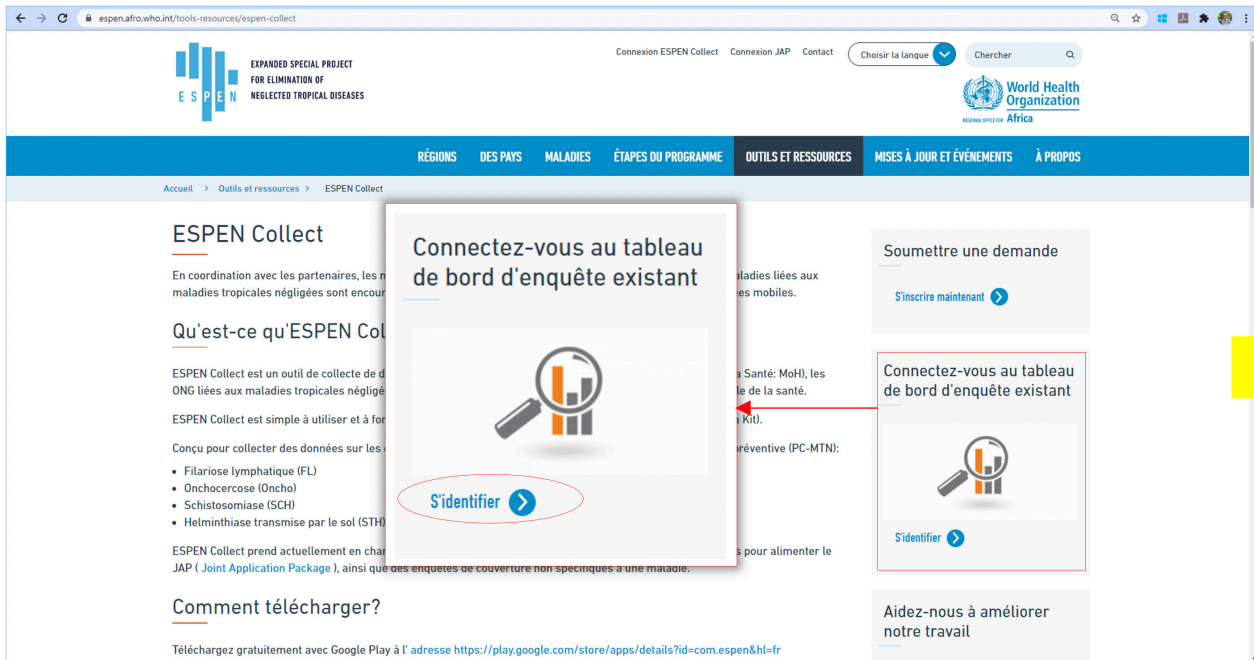 espen.afro.who.int/tools-resources/espen-collect
Connexion ESPEN Collect Connexion JAP Contact Choisir la langue Chercher
ESPEN
EXPANDED SPECIAL PROJECT
FOR ELIMINATION OF
NEGLECTED TROPICAL DISEASES
World Health
Organization
REGIONAL OFFICE FOR Africa
RÉGIONS DES PAYS MALADIES ÉTAPES DU PROGRAMME OUTILS ET RESSOURCES MISES À JOUR ET ÉVÉNEMENTS À PROPOS
Accueil > Outils et ressources > ESPEN Collect
ESPEN Collect
En coordination avec les partenaires, les
maladies liées aux
maladies tropicales négligées sont
mobiles.
Qu'est-ce qu'ESPEN
ESPEN Collect est un outil de collecte de
Santé: MoH), les
ONG liées aux maladies tropicales
de la santé.
ESPEN Collect est simple à utiliser et à
Kit).
Conçu pour collecter des données sur les
(PC-MTN):
• Filariose lymphatique (FL)
• Onchocercose (Oncho)
• Schistosomiase (SCH)
• Helminthiase transmise par le sol (STH)
ESPEN Collect prend actuellement en
pour alimenter le
JAP ( Joint Application Package ), ainsi que des enquêtes de couverture non spécifiques à une maladie.
Comment télécharger?
Téléchargez gratuitement avec Google Play à l' adresse https://play.google.com/store/apps/details?id=com.espen&hl=fr
Connectez-vous au tableau
de bord d'enquête existant
S'identifier
Soumettre une demande
S'inscrire maintenant
Connectez-vous au tableau
de bord d'enquête existant
S'identifier
Aidez-nous à améliorer
notre travail